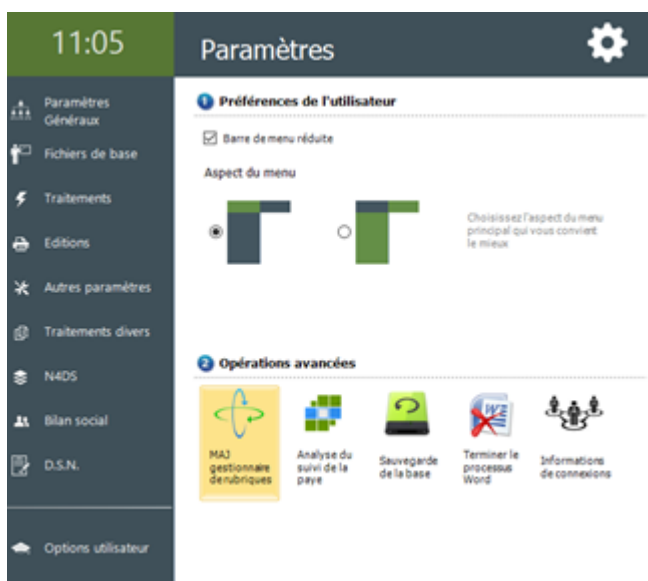 11:05
Paramètres
Paramètres
Généraux
Fichiers de base
Traitements
Editions
Autres paramètres
Traitements divers
N4DS
Bilan social
D.S.N.
Options utilisateur
1 Préférences de l'utilisateur
Barre de menu réduite
Aspect du menu
Choisissez l'aspect du menu
principal qui vous convient
le mieux
2 Opérations avancées
MAJ
gestionnaire
de rubriques
Analyse du
suivi de la
paye
Sauvegarde
de la base
W
Terminer le
processus
Word
Informations
de connexions